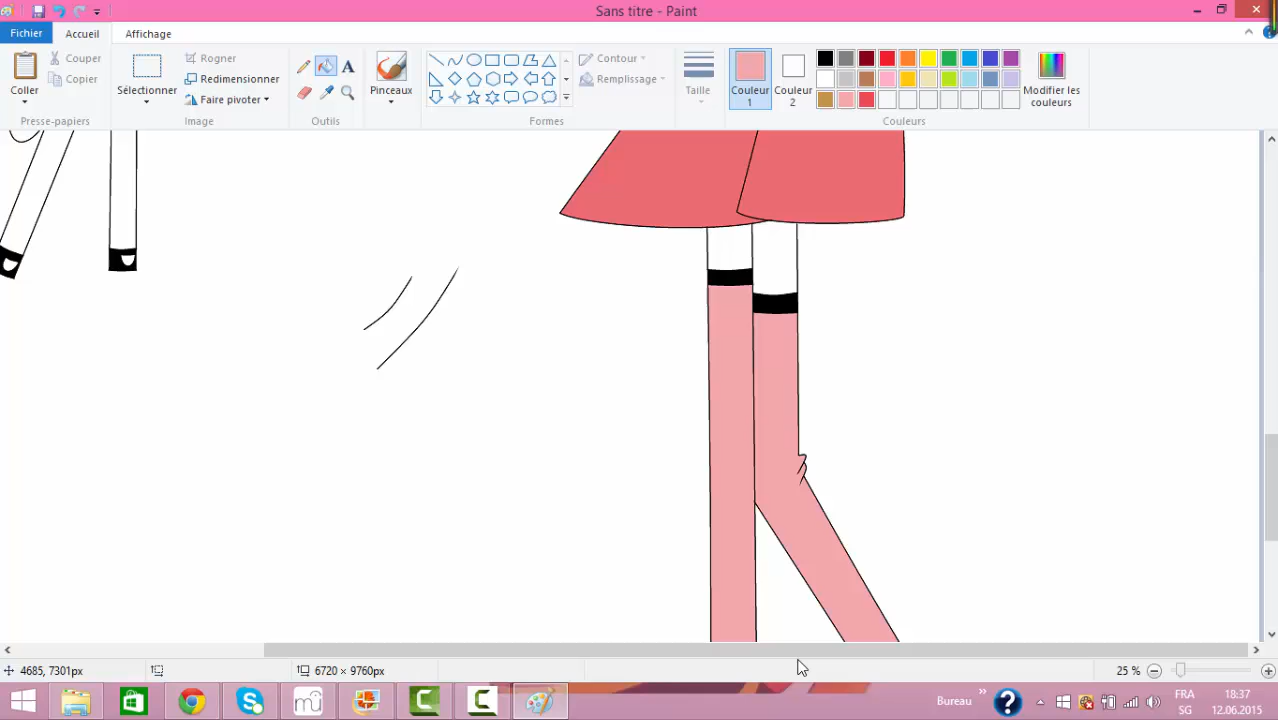 Sans titre - Paint
Fichier
Accueil
Affichage
Coller
Couper
Copier
Presse-papiers
Sélectionner
Rogner
Redimensionner
Faire pivoter
Image
A
Outils
Pinceaux
Contour
Remplissage
Formes
Taille
Couleur
1
Couleur
2
Modifier les
couleurs
Couleurs
4685, 7301px
6720 × 9760px
25 %
Bureau
FRA
SG
18:37
12.06.2015